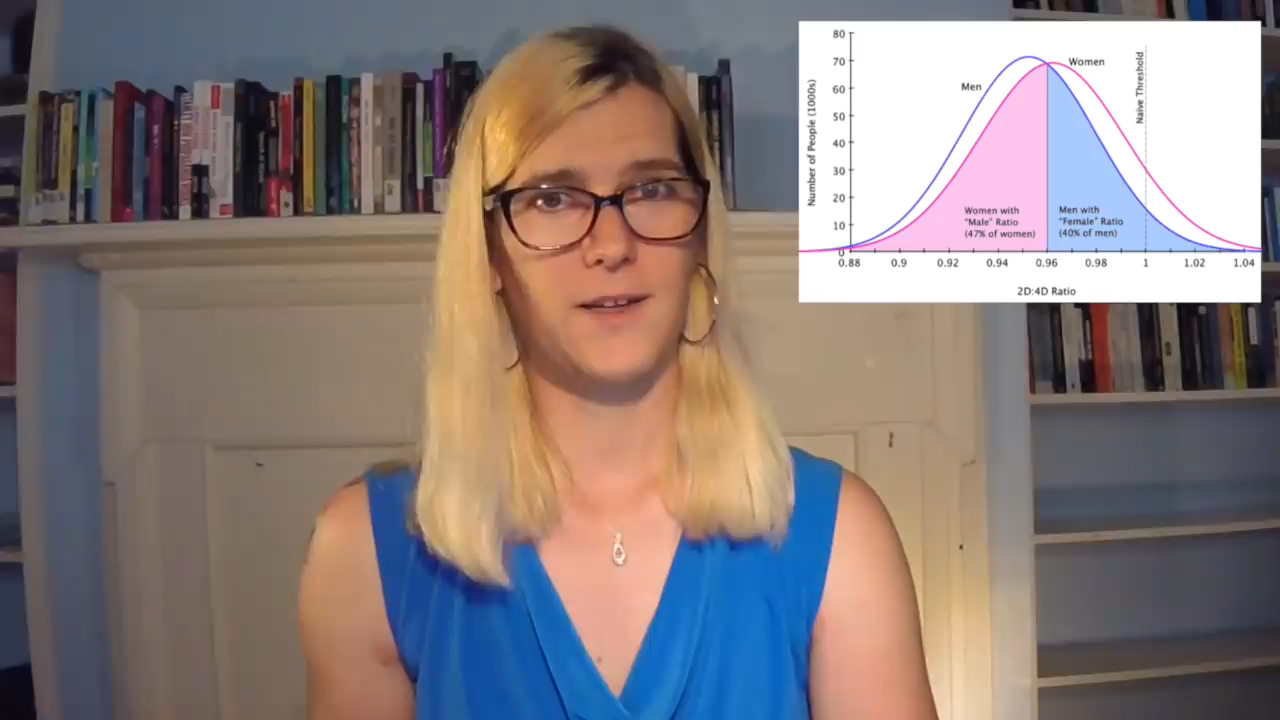 80
70
60
50
40
30
20
10
0
Number of People (1000s)
Men
Women
Naive Threshold
Women with
"Male" Ratio
(47% of women)
Men with
"Female" Ratio
(40% of men)
0.88 0.9 0.92 0.94 0.96 0.98 1 1.02 1.04
2D:4D Ratio